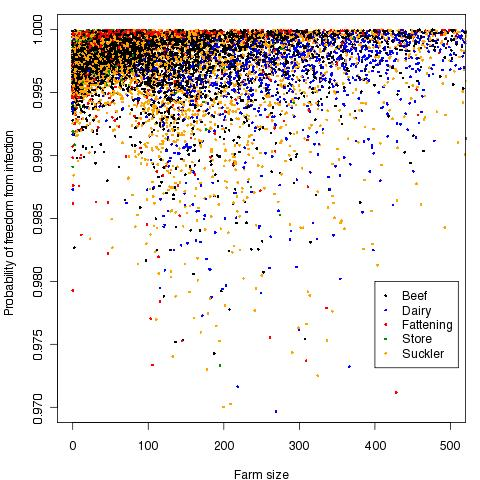 1.000
0.995
0.990
0.985
0.980
0.975
0.970
Probability of freedom from infection
Beef
Dairy
Fattening
Store
Suckler
0 100 200 300 400 500
Farm size